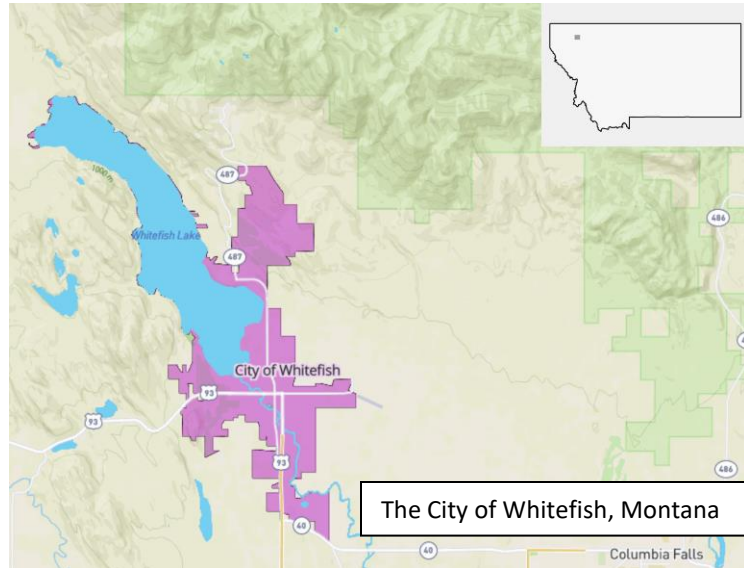 487
486
1000 m
Whitefish Lake
487
City of Whitefish
93
93
93
486
The City of Whitefish, Montana
40
40
Columbia Falls